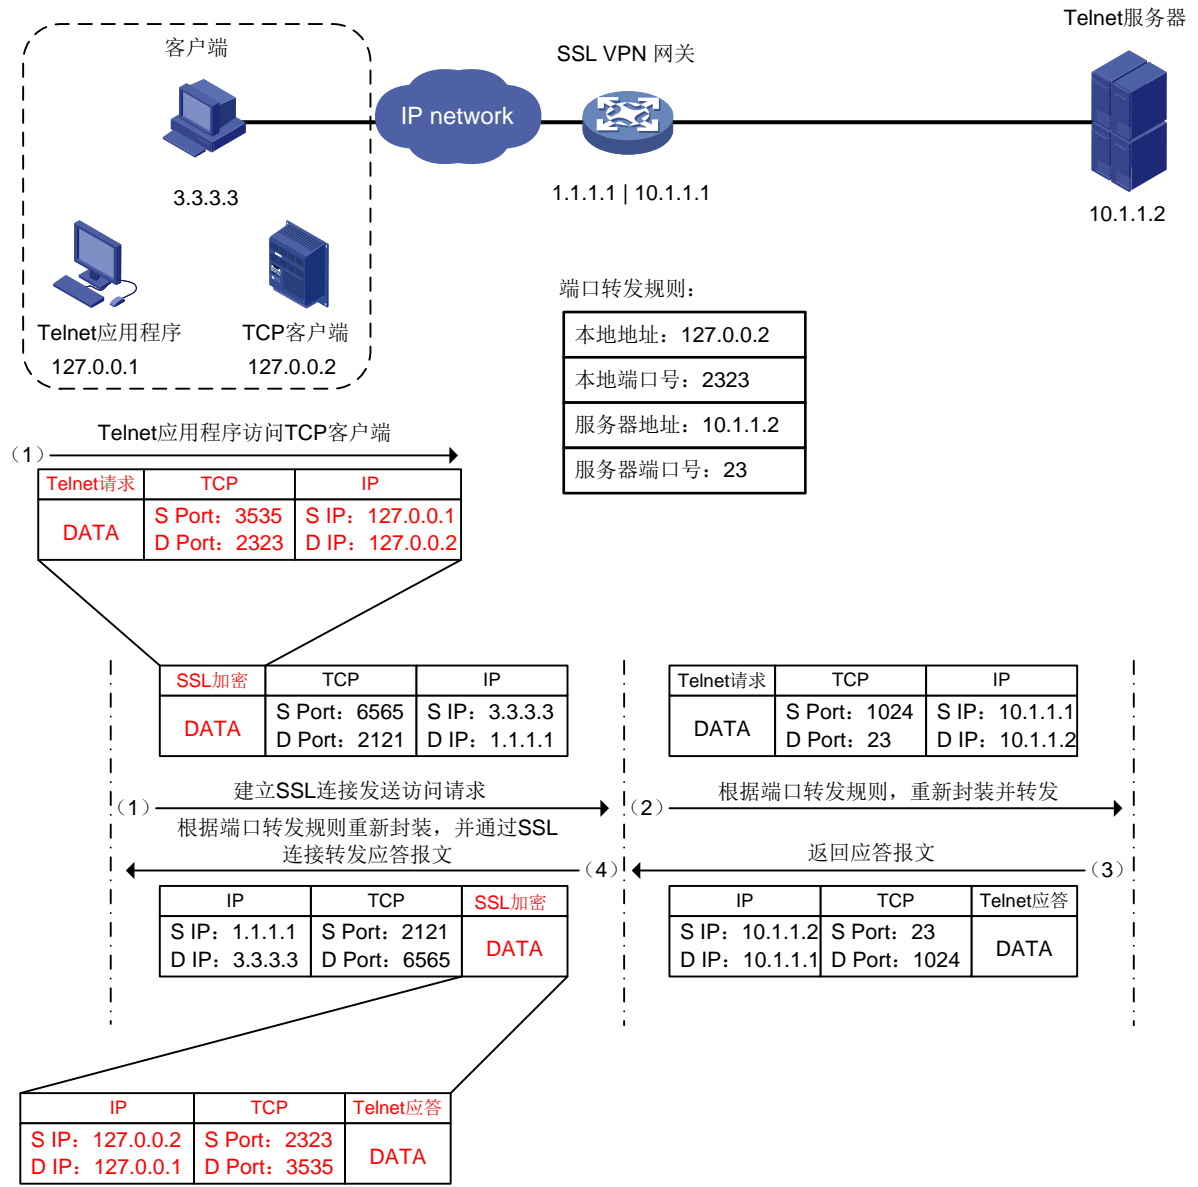 Telnet服务器
客户端
SSL VPN 网关
IP network
3.3.3.3
1.1.1.1 | 10.1.1.1
10.1.1.2
Telnet应用程序
127.0.0.1
TCP客户端
127.0.0.2
端口转发规则：
本地地址：127.0.0.2
本地端口号：2323
服务器地址：10.1.1.2
服务器端口号：23
Telnet应用程序访问TCP客户端
（1）
Telnet请求 TCP IP
DATA
S Port：3535
D Port：2323
S IP：127.0.0.1
D IP：127.0.0.2
SSL加密 TCP IP
DATA
S Port：6565
D Port：2121
S IP：3.3.3.3
D IP：1.1.1.1
Telnet请求 TCP IP
DATA
S Port：1024
D Port：23
S IP：10.1.1.1
D IP：10.1.1.2
建立SSL连接发送访问请求
（1）
根据端口转发规则，重新封装并转发
（2）
根据端口转发规则重新封装，并通过SSL
连接转发应答报文
（4）
返回应答报文
（3）
IP TCP SSL加密
S IP：1.1.1.1
D IP：3.3.3.3
S Port：2121
D Port：6565
DATA
IP TCP Telnet应答
S IP：10.1.1.2
D IP：10.1.1.1
S Port：23
D Port：1024
DATA
IP TCP Telnet应答
S IP：127.0.0.2
D IP：127.0.0.1
S Port：2323
D Port：3535
DATA